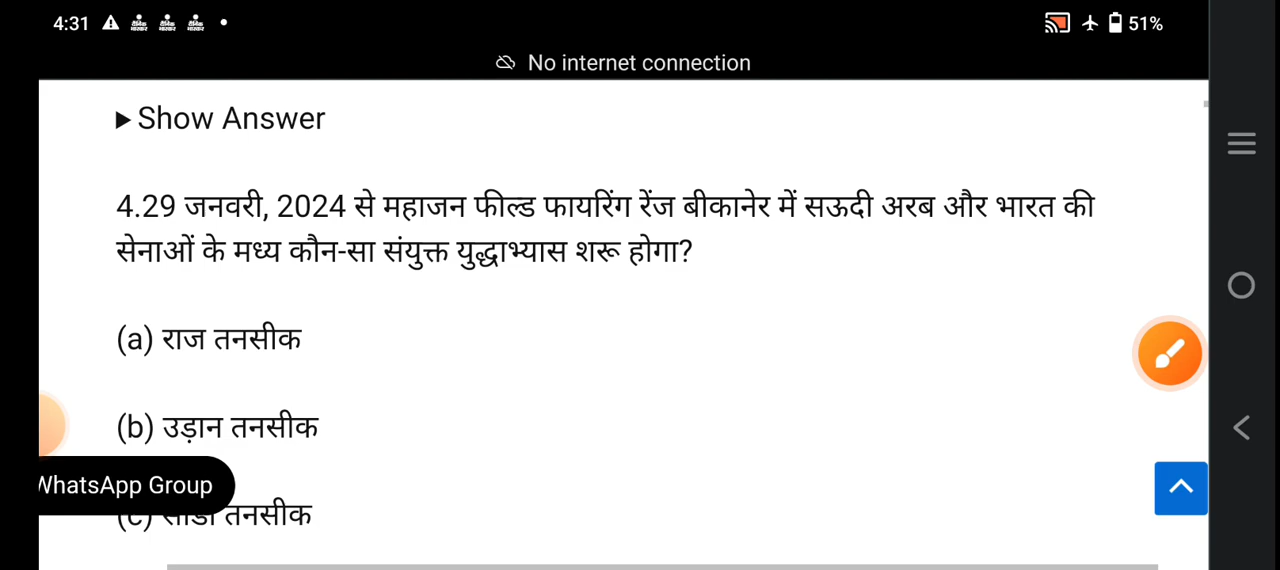 4:31 51%
No internet connection
▶ Show Answer
4.29 जनवरी, 2024 से महाजन फील्ड फायरिंग रेंज बीकानेर में सऊदी अरब और भारत की
सेनाओं के मध्य कौन-सा संयुक्त युद्धाभ्यास शरू होगा?
(a) राज तनसीक
(b) उड़ान तनसीक
WhatsApp Group
(c) तनसीक